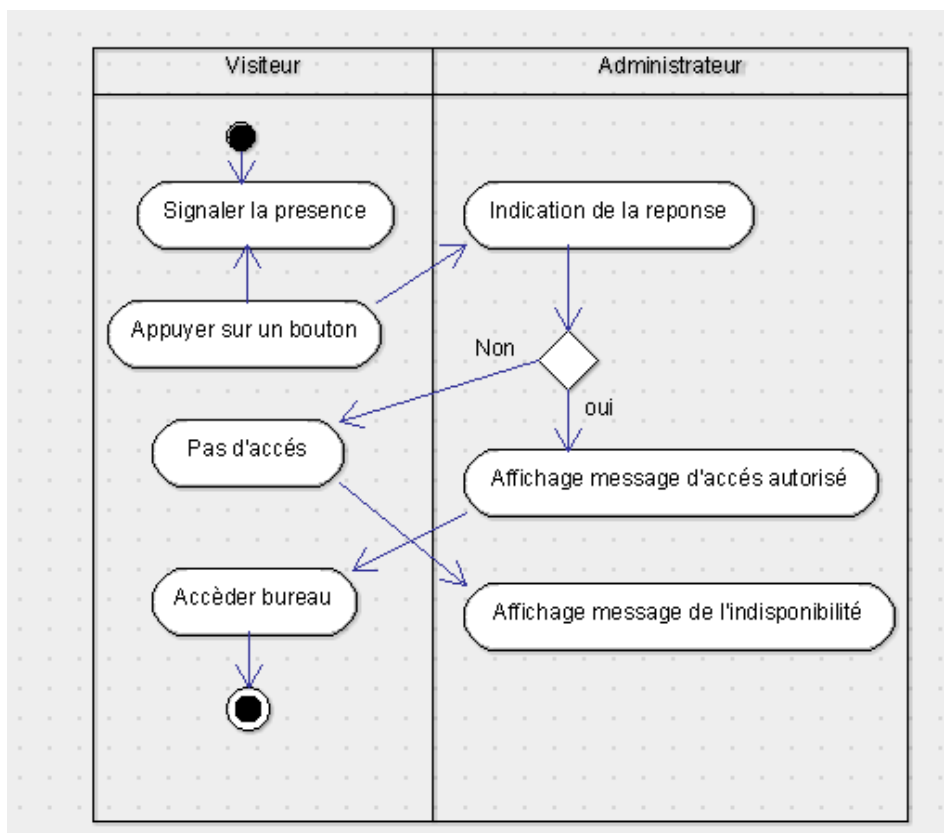 Visiteur
Administrateur
Signaler la presence
Indication de la reponse
Appuyer sur un bouton
Non
oui
Pas d'accés
Affichage message d'accés autorisé
Accèder bureau
Affichage message de l'indisponibilité